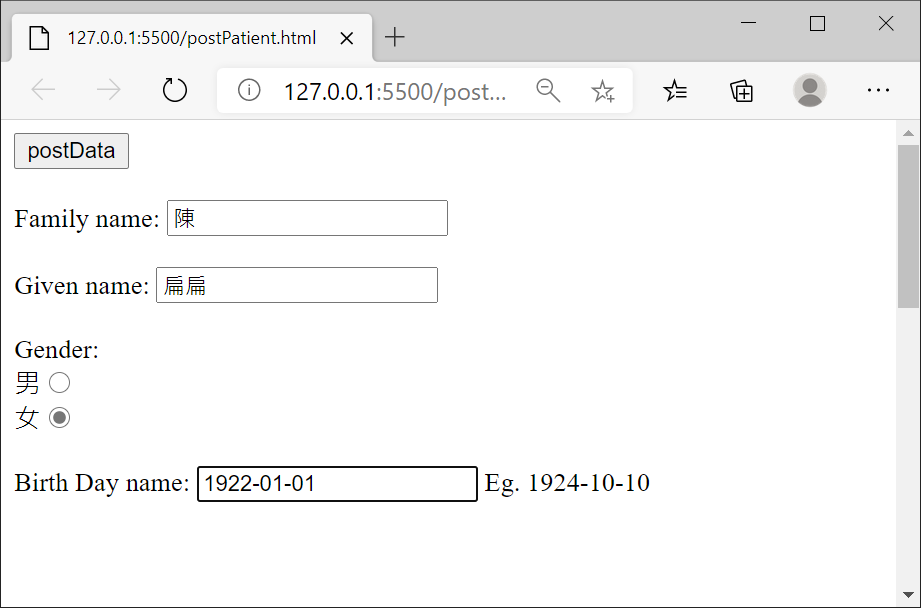 127.0.0.1:5500/postPatient.html
127.0.0.1:5500/post...
postData
Family name: 陳
Given name: 扁扁
Gender:
男
女
Birth Day name: 1922-01-01 Eg. 1924-10-10